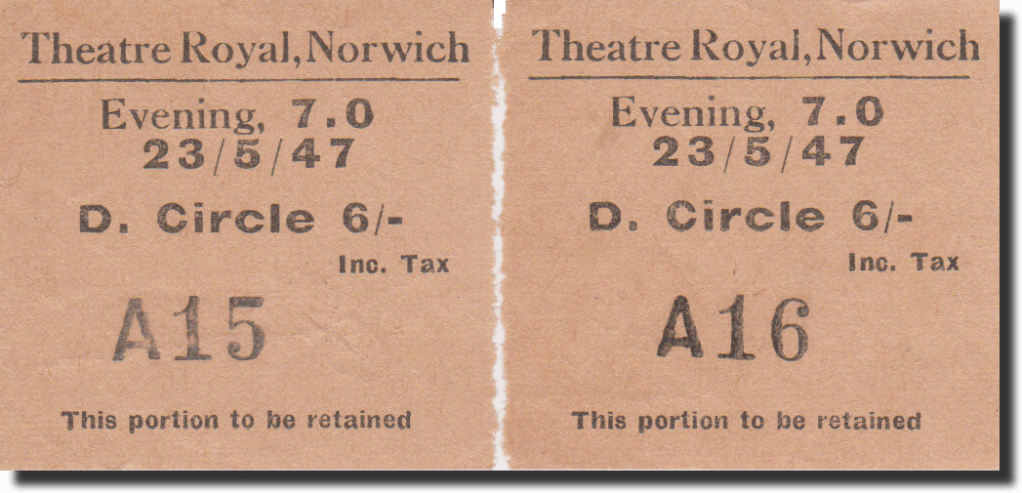 Theatre Royal, Norwich
Evening, 7.0
23/5/47
D. Circle 6/-
Inc. Tax
A15
This portion to be retained
Theatre Royal, Norwich
Evening, 7.0
23/5/47
D. Circle 6/-
Inc. Tax
A16
This portion to be retained